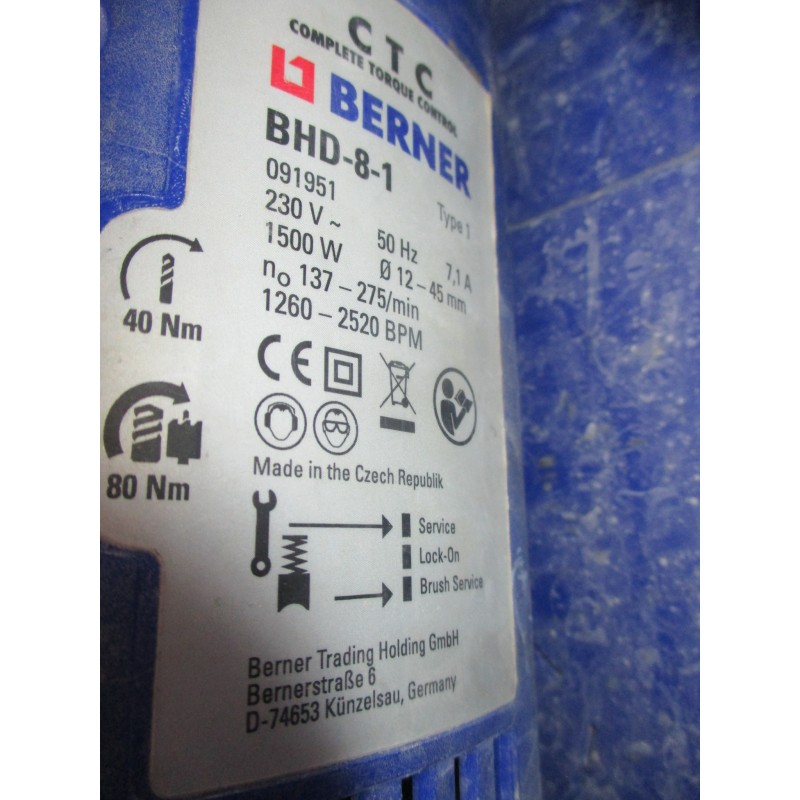 CTC
COMPLETE TORQUE CONTROL
BERNER
BHD-8-1
091951 Type 1
230 V ~ 50 Hz 7,1 A
1500 W Ø 12 – 45 mm
no 137 – 275/min
1260 – 2520 BPM
40 Nm
CE
80 Nm
Made in the Czech Republik
Service
Lock-On
Brush Service
Berner Trading Holding GmbH
Bernerstraße 6
D-74653 Künzelsau, Germany